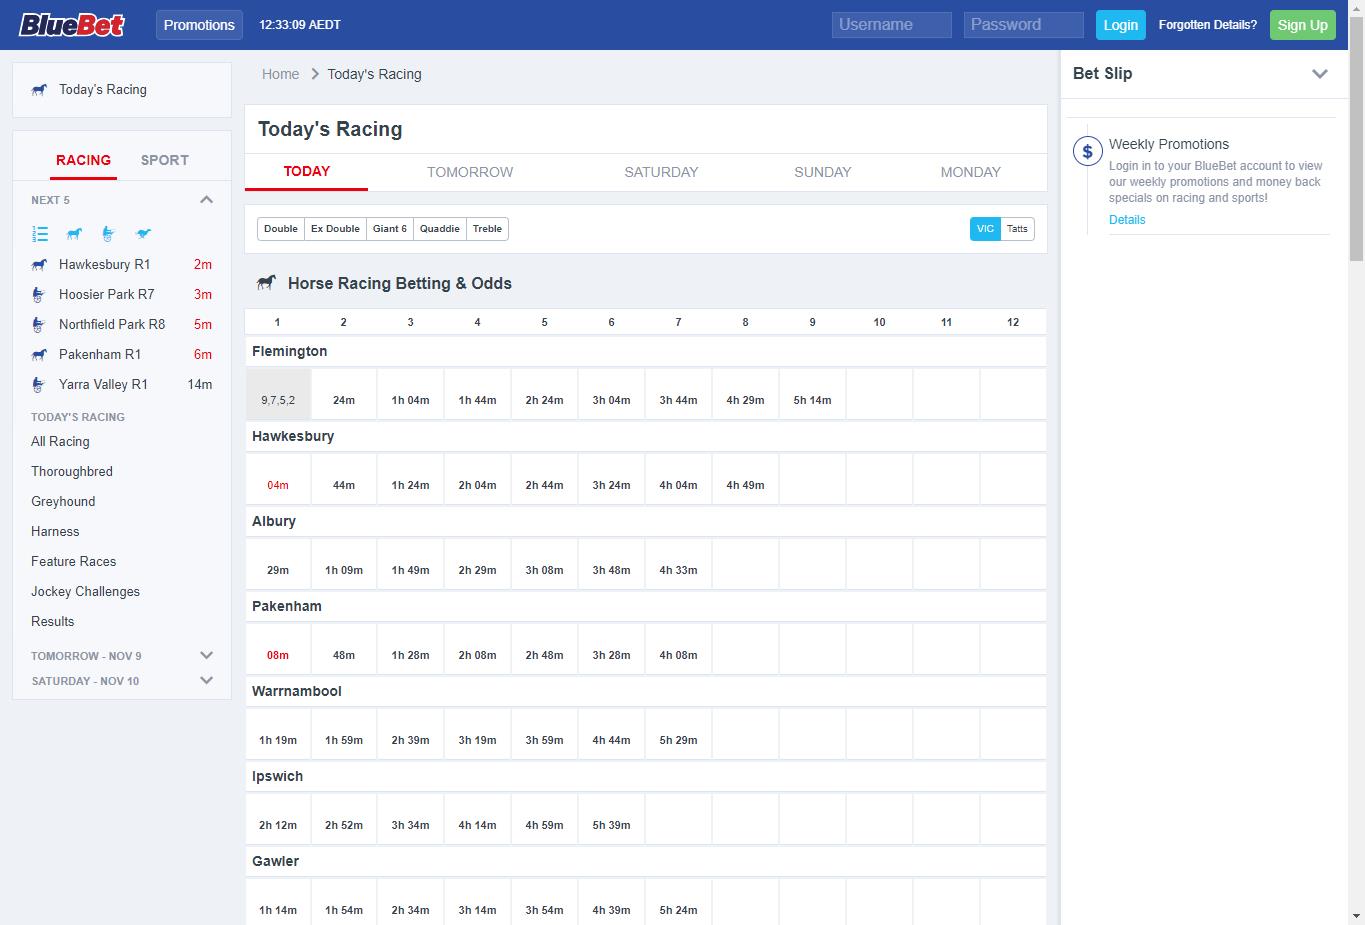 BlueBet
Promotions
12:33:09 AEDT
Username
Password
Login
Forgotten Details?
Sign Up
Today's Racing
RACING SPORT
NEXT 5
Hawkesbury R1 2m
Hoosier Park R7 3m
Northfield Park R8 5m
Pakenham R1 6m
Yarra Valley R1 14m
TODAY'S RACING
All Racing
Thoroughbred
Greyhound
Harness
Feature Races
Jockey Challenges
Results
TOMORROW - NOV 9
SATURDAY - NOV 10
Home Today's Racing
Today's Racing
TODAY TOMORROW SATURDAY SUNDAY MONDAY
Double Ex Double Giant 6 Quaddie Treble VIC Tatts
Horse Racing Betting & Odds
1 2 3 4 5 6 7 8 9 10 11 12
Flemington
9,7,5,2 24m 1h 04m 1h 44m 2h 24m 3h 04m 3h 44m 4h 29m 5h 14m
Hawkesbury
04m 44m 1h 24m 2h 04m 2h 44m 3h 24m 4h 04m 4h 49m
Albury
29m 1h 09m 1h 49m 2h 29m 3h 08m 3h 48m 4h 33m
Pakenham
08m 48m 1h 28m 2h 08m 2h 48m 3h 28m 4h 08m
Warrnambool
1h 19m 1h 59m 2h 39m 3h 19m 3h 59m 4h 44m 5h 29m
Ipswich
2h 12m 2h 52m 3h 34m 4h 14m 4h 59m 5h 39m
Gawler
1h 14m 1h 54m 2h 34m 3h 14m 3h 54m 4h 39m 5h 24m
Bet Slip
$
Weekly Promotions
Login in to your BlueBet account to view
our weekly promotions and money back
specials on racing and sports!
Details